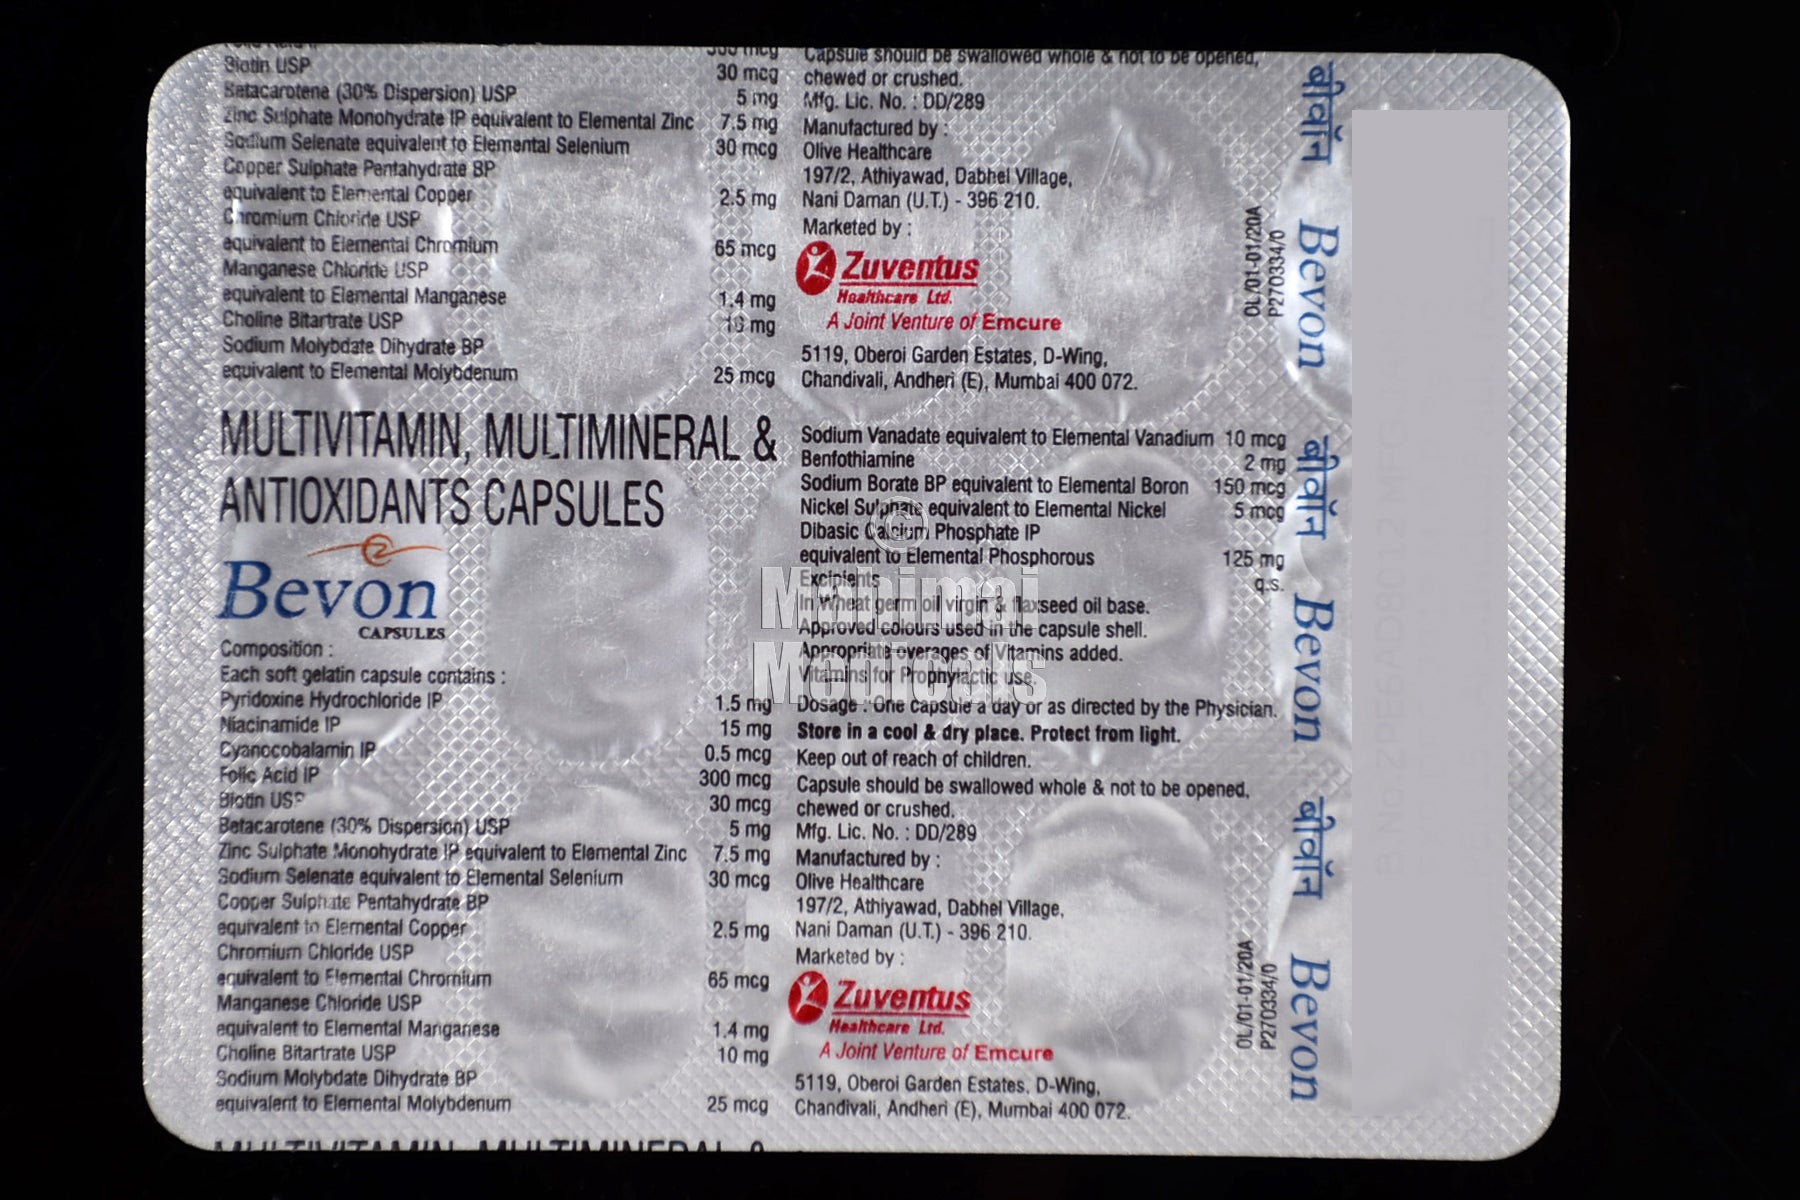 Biotin USP 30 mcg
Betacarotene (30% Dispersion) USP 5 mg
Zinc Sulphate Monohydrate IP equivalent to Elemental Zinc 7.5 mg
Sodium Selenate equivalent to Elemental Selenium 30 mcg
Copper Sulphate Pentahydrate BP
equivalent to Elemental Copper 2.5 mg
Chromium Chloride USP
equivalent to Elemental Chromium 65 mcg
Manganese Chloride USP
equivalent to Elemental Manganese 1.4 mg
Choline Bitartrate USP 10 mg
Sodium Molybdate Dihydrate BP
equivalent to Elemental Molybdenum 25 mcg
Capsule should be swallowed whole & not to be opened,
chewed or crushed.
Mfg. Lic. No. : DD/289
Manufactured by :
Olive Healthcare
197/2, Athiyawad, Dabhel Village,
Nani Daman (U.T.) - 396 210.
Marketed by :
Zuventus
Healthcare Ltd.
A Joint Venture of Emcure
5119, Oberoi Garden Estates, D-Wing,
Chandivali, Andheri (E), Mumbai 400 072.
OL/01-01/20A
P270334/0
MULTIVITAMIN, MULTIMINERAL &
ANTIOXIDANTS CAPSULES
Bevon
CAPSULES
Composition :
Each soft gelatin capsule contains :
Pyridoxine Hydrochloride IP 1.5 mg
Niacinamide IP 15 mg
Cyanocobalamin IP 0.5 mcg
Folic Acid IP 300 mcg
Biotin USP 30 mcg
Betacarotene (30% Dispersion) USP 5 mg
Zinc Sulphate Monohydrate IP equivalent to Elemental Zinc 7.5 mg
Sodium Selenate equivalent to Elemental Selenium 30 mcg
Copper Sulphate Pentahydrate BP
equivalent to Elemental Copper 2.5 mg
Chromium Chloride USP
equivalent to Elemental Chromium 65 mcg
Manganese Chloride USP
equivalent to Elemental Manganese 1.4 mg
Choline Bitartrate USP 10 mg
Sodium Molybdate Dihydrate BP
equivalent to Elemental Molybdenum 25 mcg
MULTIVITAMIN, MULTIMINERAL &
Sodium Vanadate equivalent to Elemental Vanadium 10 mcg
Benfothiamine 2 mg
Sodium Borate BP equivalent to Elemental Boron 150 mcg
Nickel Sulphate equivalent to Elemental Nickel 5 mcg
Dibasic Calcium Phosphate IP
equivalent to Elemental Phosphorous 125 mg
Excipients q.s.
In Wheat germ oil virgin & flaxseed oil base.
Approved colours used in the capsule shell.
Appropriate overages of Vitamins added.
Vitamins for Prophylactic use.
Dosage : One capsule a day or as directed by the Physician.
Store in a cool & dry place. Protect from light.
Keep out of reach of children.
Capsule should be swallowed whole & not to be opened,
chewed or crushed.
Mfg. Lic. No. : DD/289
Manufactured by :
Olive Healthcare
197/2, Athiyawad, Dabhel Village,
Nani Daman (U.T.) - 396 210.
Marketed by :
Zuventus
Healthcare Ltd.
A Joint Venture of Emcure
5119, Oberoi Garden Estates, D-Wing,
Chandivali, Andheri (E), Mumbai 400 072.
OL/01-01/20A
P270334/0
बीवॉन Bevon बीवॉन Bevon बीवॉन Bevon
©
Medicals